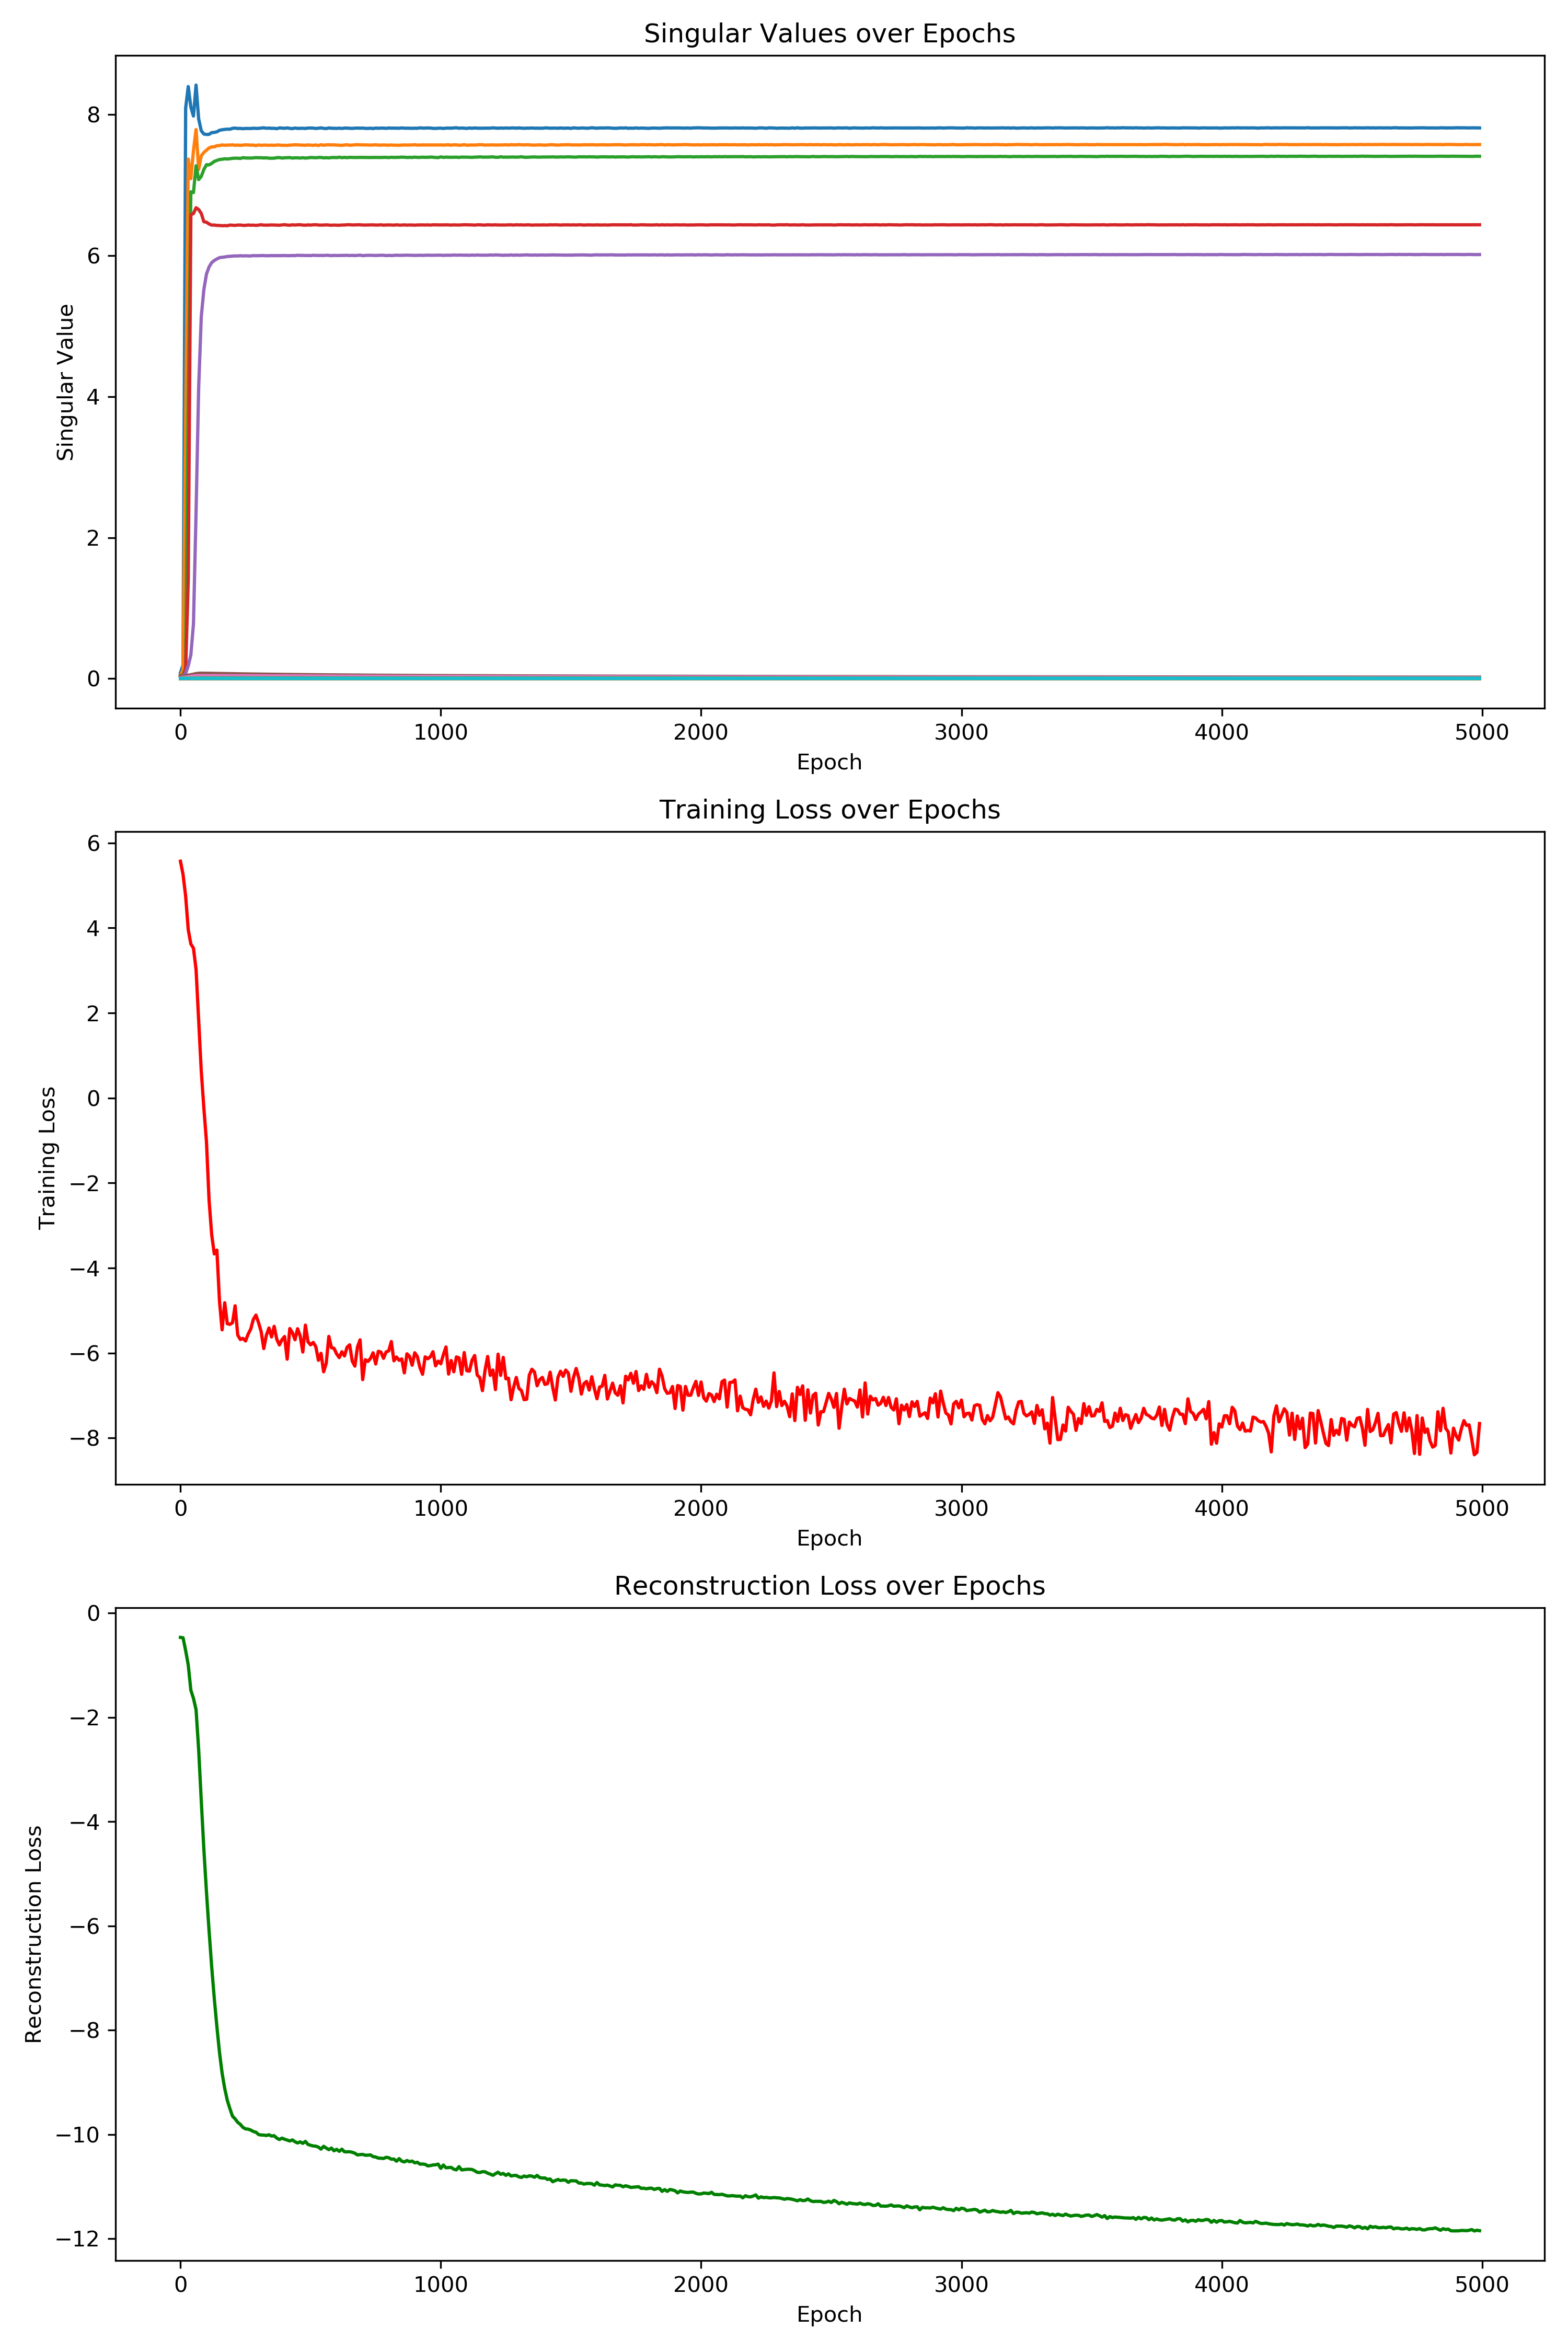 Singular Values over Epochs
8
6
4
2
0
Singular Value
0 1000 2000 3000 4000 5000
Epoch
Training Loss over Epochs
6
4
2
0
−2
−4
−6
−8
Training Loss
0 1000 2000 3000 4000 5000
Epoch
Reconstruction Loss over Epochs
0
−2
−4
−6
−8
−10
−12
Reconstruction Loss
0 1000 2000 3000 4000 5000
Epoch